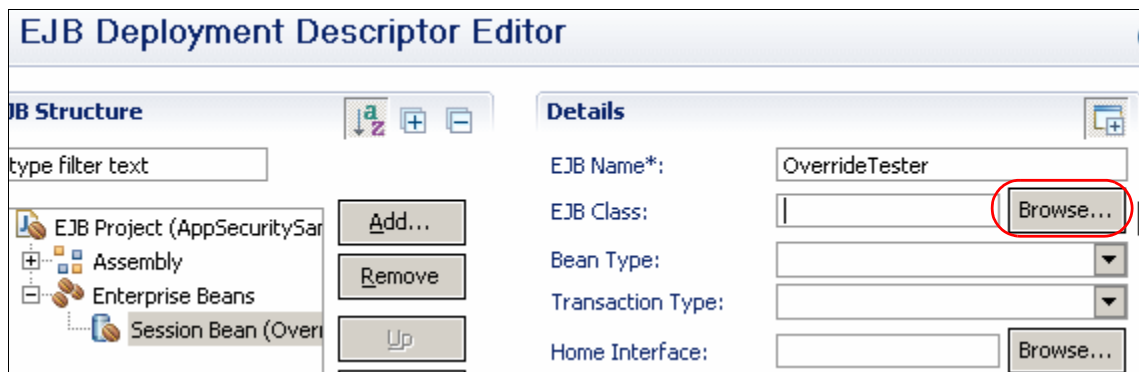 EJB Deployment Descriptor Editor
JB Structure
type filter text
EJB Project (AppSecuritySar
Assembly
Enterprise Beans
Session Bean (Overr
Add...
Remove
Up
Details
EJB Name*: OverrideTester
EJB Class: Browse...
Bean Type:
Transaction Type:
Home Interface: Browse...